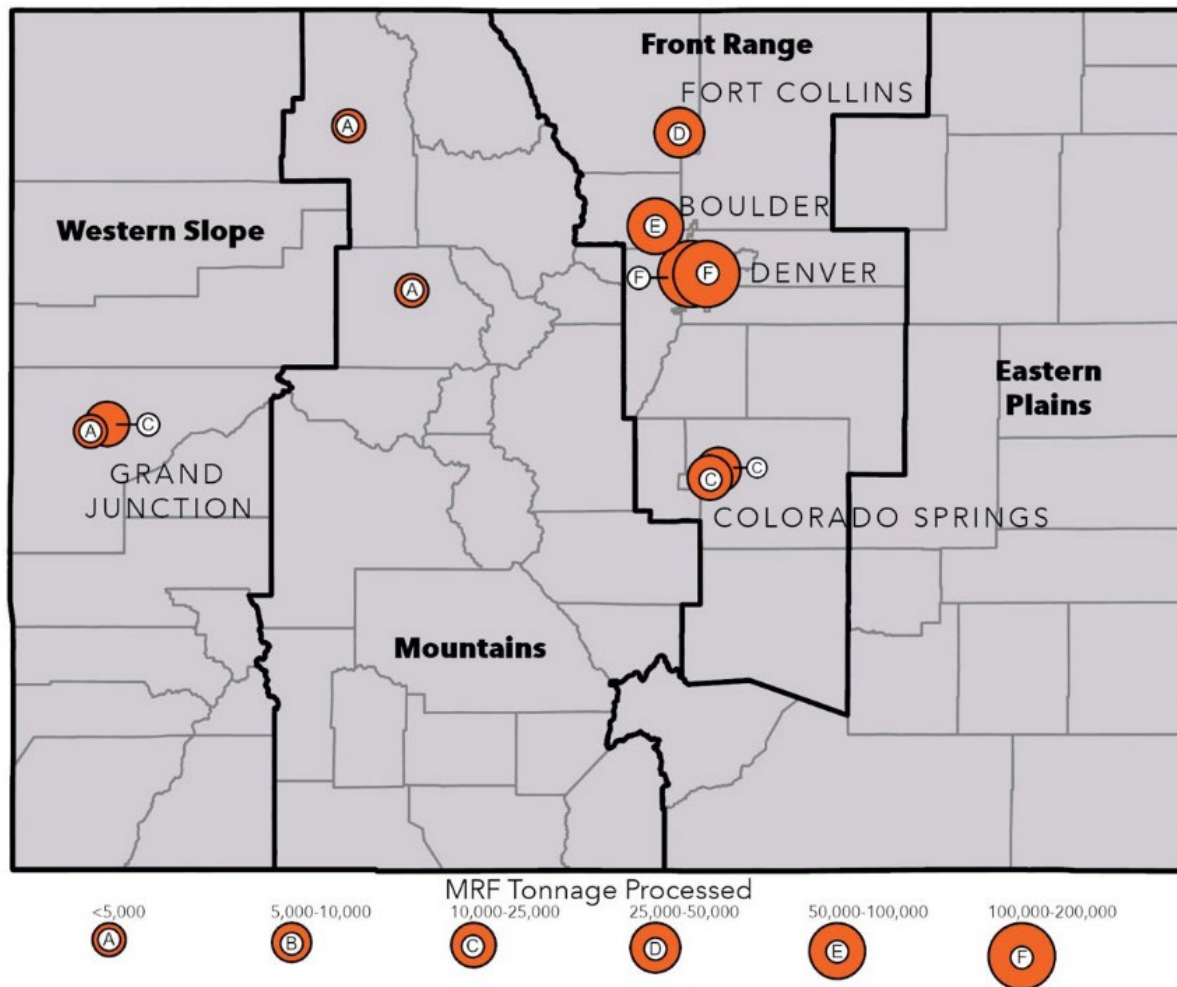 Front Range
FORT COLLINS
A
D
BOULDER
E
Western Slope
F
F
DENVER
A
Eastern
Plains
A
C
GRAND
JUNCTION
C
C
COLORADO SPRINGS
Mountains
MRF Tonnage Processed
<5,000
5,000-10,000
10,000-25,000
25,000-50,000
50,000-100,000
100,000-200,000
A
B
C
D
E
F